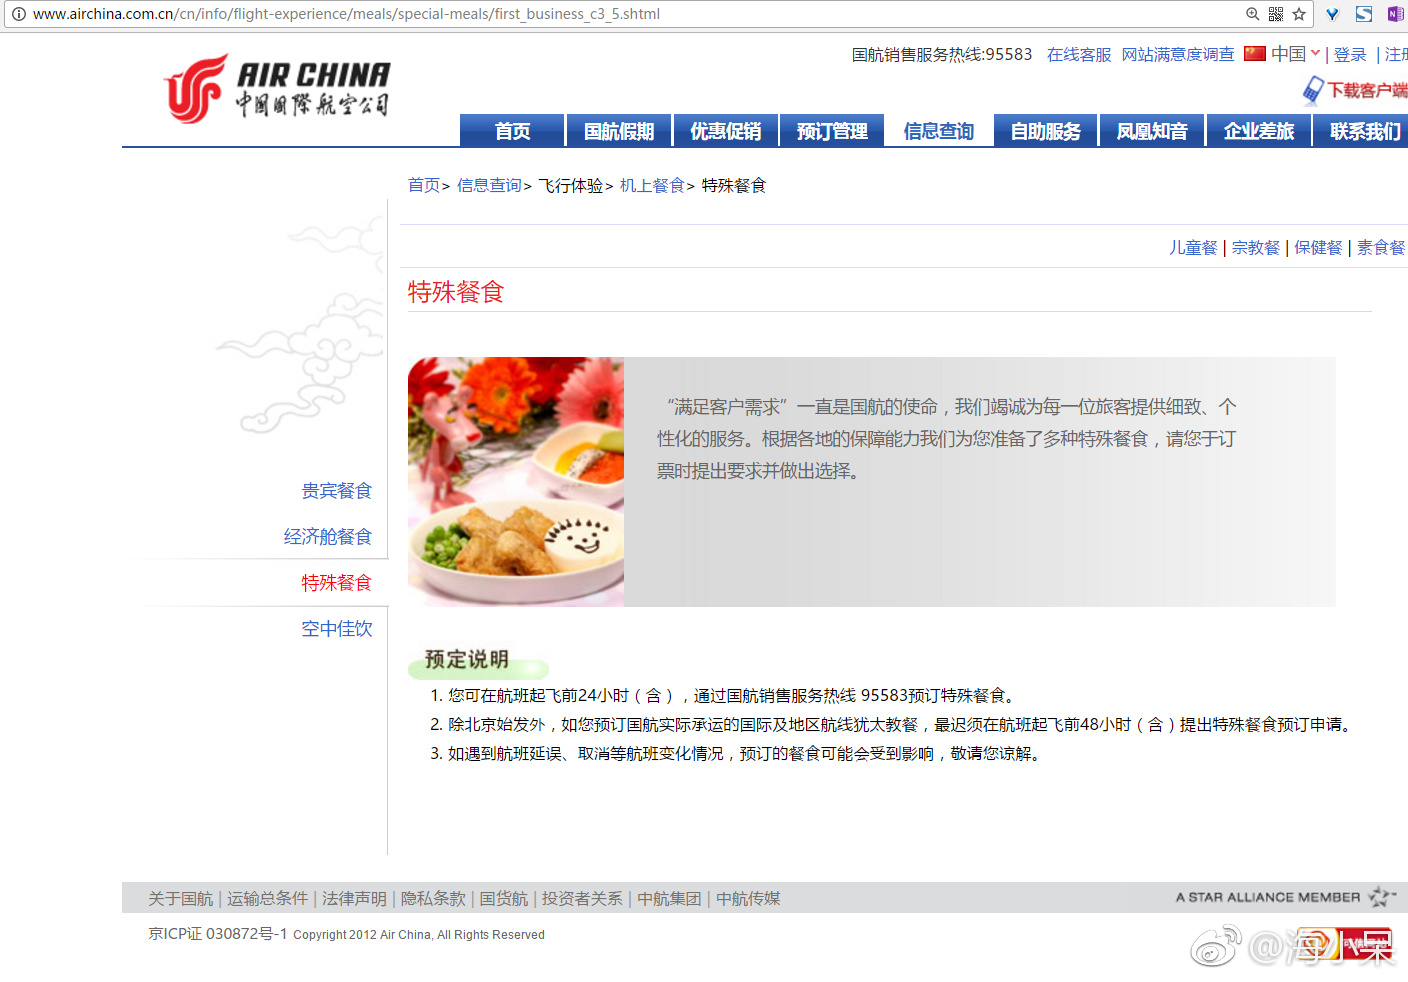 www.airchina.com.cn/cn/info/flight-experience/meals/special-meals/first_business_c3_5.shtml
国航销售服务热线:95583 在线客服 网站满意度调查 中国 | 登录 | 注册
AIR CHINA
中國國際航空公司
下载客户端
首页 国航假期 优惠促销 预订管理 信息查询 自助服务 凤凰知音 企业差旅 联系我们
首页> 信息查询> 飞行体验> 机上餐食> 特殊餐食
儿童餐 | 宗教餐 | 保健餐 | 素食餐
特殊餐食
“满足客户需求”一直是国航的使命，我们竭诚为每一位旅客提供细致、个
性化的服务。根据各地的保障能力我们为您准备了多种特殊餐食，请您于订
票时提出要求并做出选择。
贵宾餐食
经济舱餐食
特殊餐食
空中佳饮
预定说明
1. 您可在航班起飞前24小时（含），通过国航销售服务热线 95583预订特殊餐食。
2. 除北京始发外，如您预订国航实际承运的国际及地区航线犹太教餐，最迟须在航班起飞前48小时（含）提出特殊餐食预订申请。
3. 如遇到航班延误、取消等航班变化情况，预订的餐食可能会受到影响，敬请您谅解。
关于国航 | 运输总条件 | 法律声明 | 隐私条款 | 国货航 | 投资者关系 | 中航集团 | 中航传媒
A STAR ALLIANCE MEMBER
京ICP证 030872号-1 Copyright 2012 Air China, All Rights Reserved
@海小呆